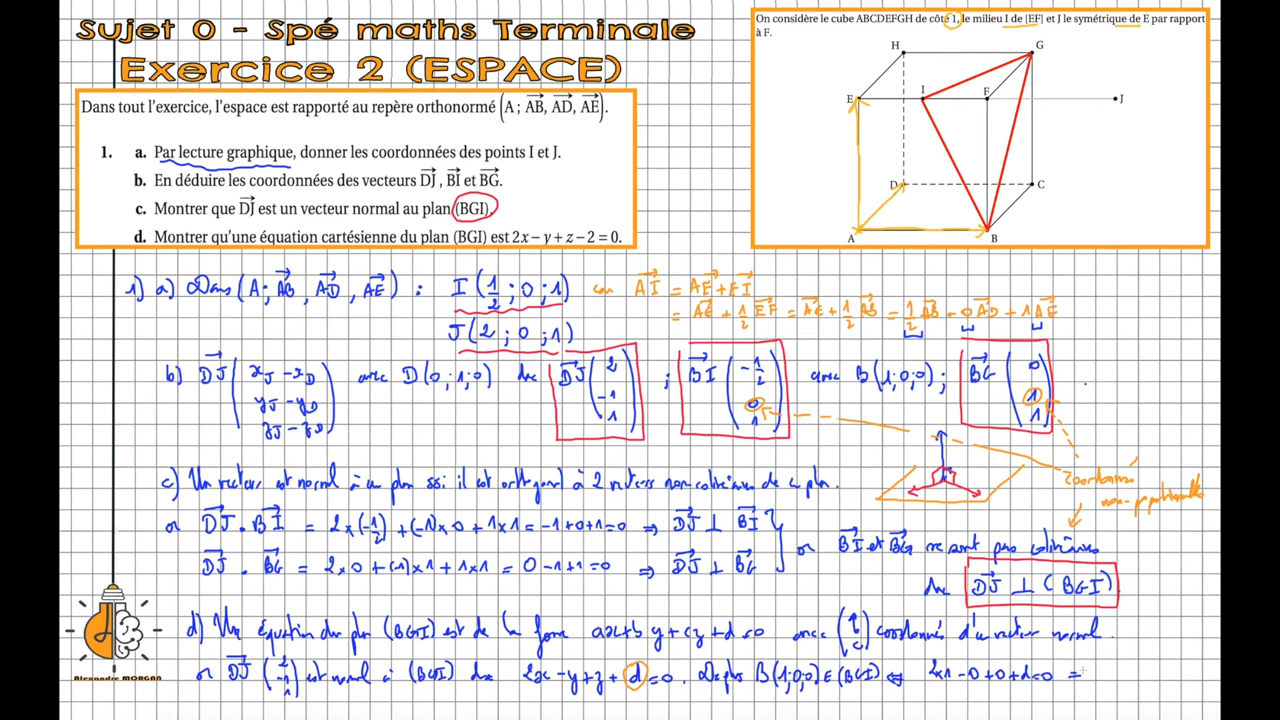 Sujet 0 - Spé maths Terminale
Exercice 2 (ESPACE)
Dans tout l'exercice, l'espace est rapporté au repère orthonormé (A ; AB, AD, AE).
1. a. Par lecture graphique, donner les coordonnées des points I et J.
b. En déduire les coordonnées des vecteurs DJ , BI et BG.
c. Montrer que DJ est un vecteur normal au plan (BGI).
d. Montrer qu'une équation cartésienne du plan (BGI) est 2x – y + z – 2 = 0.
On considère le cube ABCDEFGH de côte 1, le milieu I de [EF] et J le symétrique de E par rapport
à F.
H G
E I F J
D C
A B
1) a) Dans (A ; AB, AD, AE) : I (1/2 ; 0 ; 1) car AI = AE + EI
= AE + 1/2 EF = AE + 1/2 AB = 1/2 AB + 0 AD + 1 AE
J (2 ; 0 ; 1)
b) DJ ( xJ - xD avec D (0 ; 1 ; 0) donc DJ ( 2 ; BI ( -1/2 avec B (1 ; 0 ; 0) ; BG ( 0
yJ - yD -1 0 1
zJ - zD ) 1 ) 1 ) 1 ) .
coordonnées
non-proportionnelles
c) Un vecteur est normal à un plan ssi il est orthogonal à 2 vecteurs non-colinéaires de ce plan.
or DJ . BI = 2 × (-1/2) + (-1) × 0 + 1 × 1 = -1 + 0 + 1 = 0 ⇒ DJ ⊥ BI } or BI et BG ne sont pas colinéaires
DJ . BG = 2 × 0 + (-1) × 1 + 1 × 1 = 0 - 1 + 1 = 0 ⇒ DJ ⊥ BG
donc DJ ⊥ (BGI)
d) Une équation du plan (BGI) est de la forme ax + by + cz + d = 0 avec (a b c) coordonnées d'un vecteur normal.
or DJ (2 -1 1) est normal à (BGI) donc 2x - y + z + d = 0 . De plus B (1 ; 0 ; 0) ∈ (BGI) ⇔ 2×1 - 0 + 0 + d = 0 =
Alexandre MORGAN